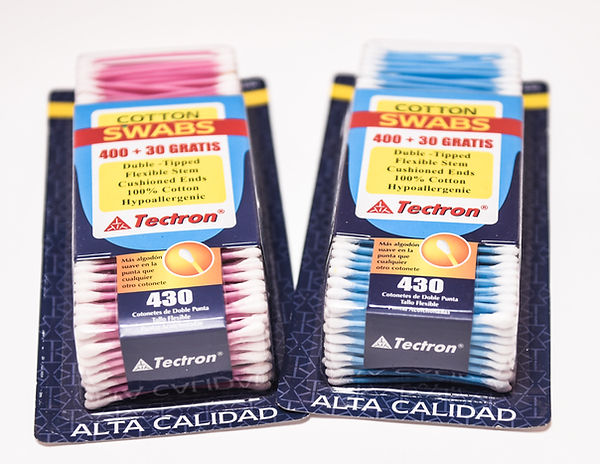 COTTON
SWABS
400 + 30 GRATIS
Duble-Tipped
Flexible Stem
Cushioned Ends
100% Cotton
Hypoallergenic
Tectron®
Más algodón
suave en la
punta que
cualquier
otro cotonete
430
Cotonetes de Doble Punta
Tallo Flexible
Tectron®
ALTA CALIDAD
COTTON
SWABS
400 + 30 GRATIS
Duble-Tipped
Flexible Stem
Cushioned Ends
100% Cotton
Hypoallergenic
Tectron®
Más algodón
suave en la
punta que
cualquier
otro cotonete
430
Cotonetes de Doble Punta
Tallo Flexible
Puntas Acolchonadas
Tectron®
ALTA CALIDAD